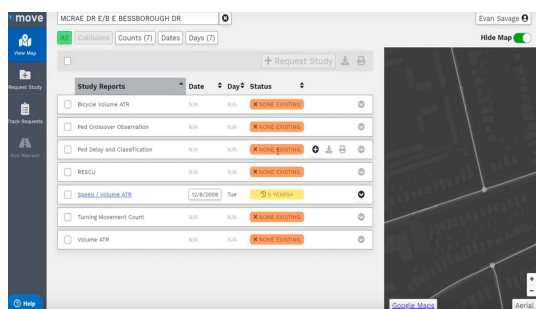 move
MCRAE DR E/B E BESSBOROUGH DR
Evan Savage
All Collisions Counts (7) Dates Days (7)
Hide Map
View Map
+ Request Study
Request Study
Study Reports Date Day Status
Bicycle Volume ATR N/A N/A NONE EXISTING
Track Requests
Ped Crossover Observation N/A N/A NONE EXISTING
Run Warrant
Ped Delay and Classification N/A N/A NONE EXISTING
RESCU N/A N/A NONE EXISTING
Speed / Volume ATR 12/8/2009 Tue 5 YEARS+
Turning Movement Count N/A N/A NONE EXISTING
Volume ATR N/A N/A NONE EXISTING
Help
Google Maps
Aerial